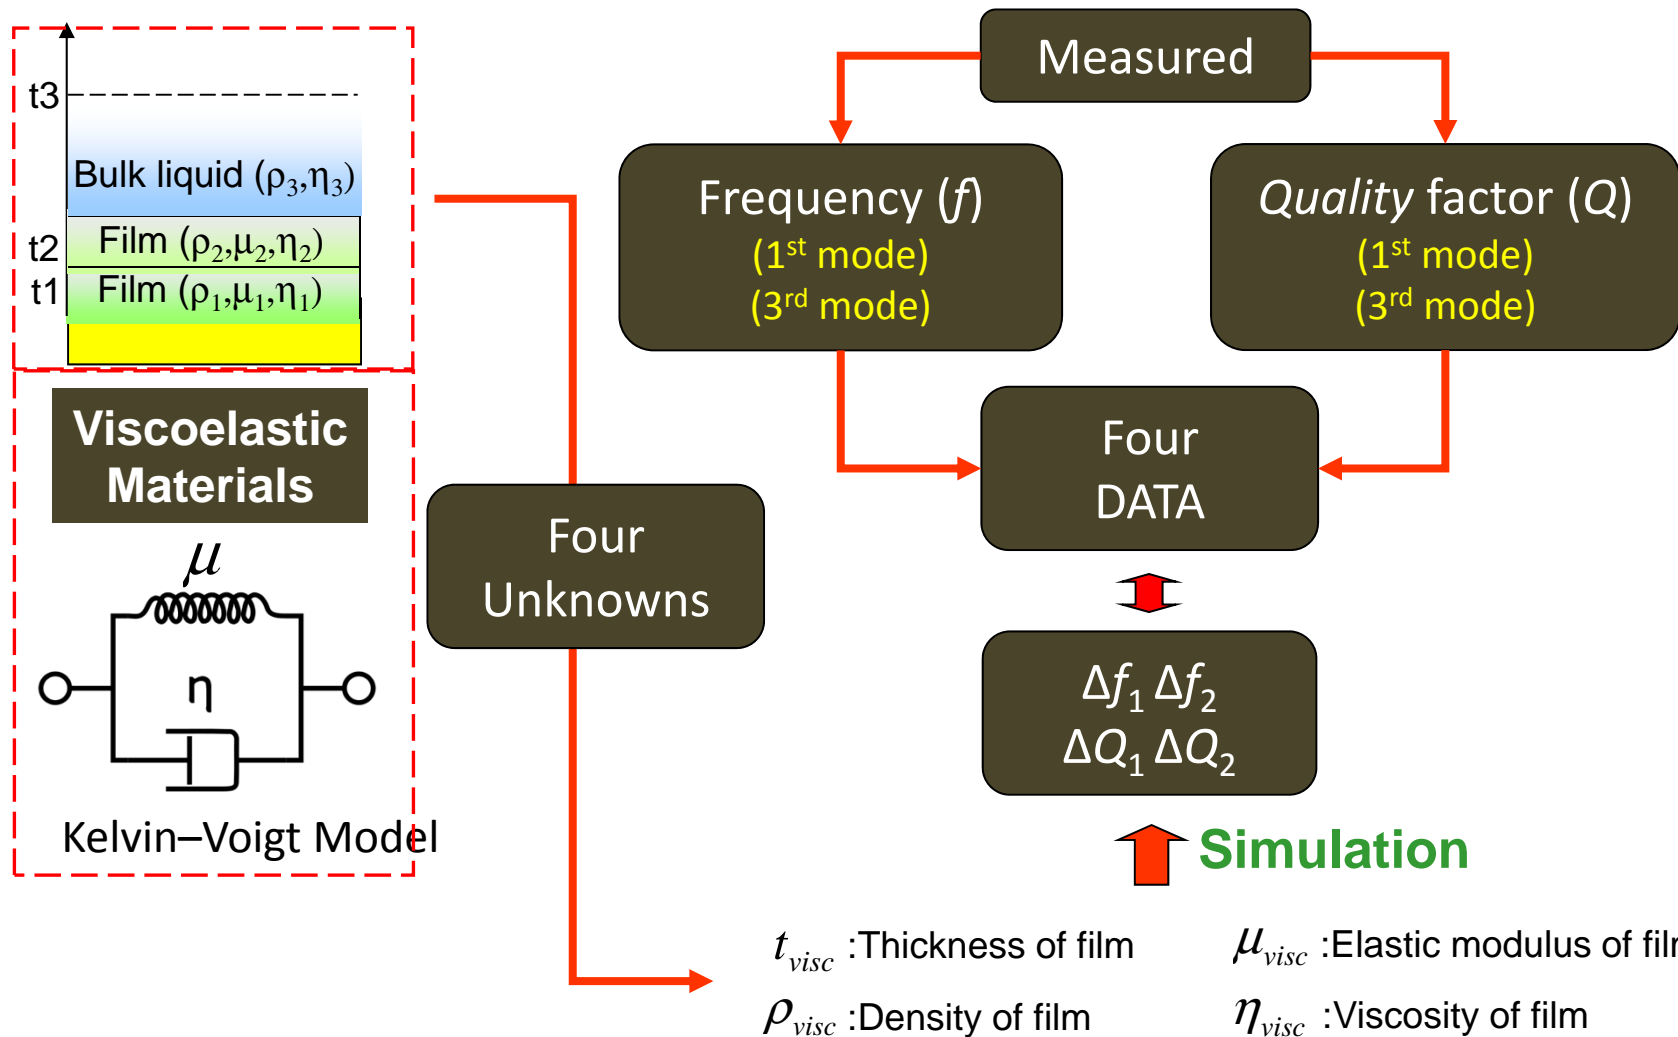 t3
Bulk liquid (ρ3,η3)
t2
Film (ρ2,μ2,η2)
t1
Film (ρ1,μ1,η1)
Viscoelastic
Materials
μ
η
Kelvin–Voigt Model
Four
Unknowns
Measured
Frequency (f)
(1st mode)
(3rd mode)
Quality factor (Q)
(1st mode)
(3rd mode)
Four
DATA
Δf1 Δf2
ΔQ1 ΔQ2
Simulation
tvisc :Thickness of film
μvisc :Elastic modulus of film
ρvisc :Density of film
ηvisc :Viscosity of film